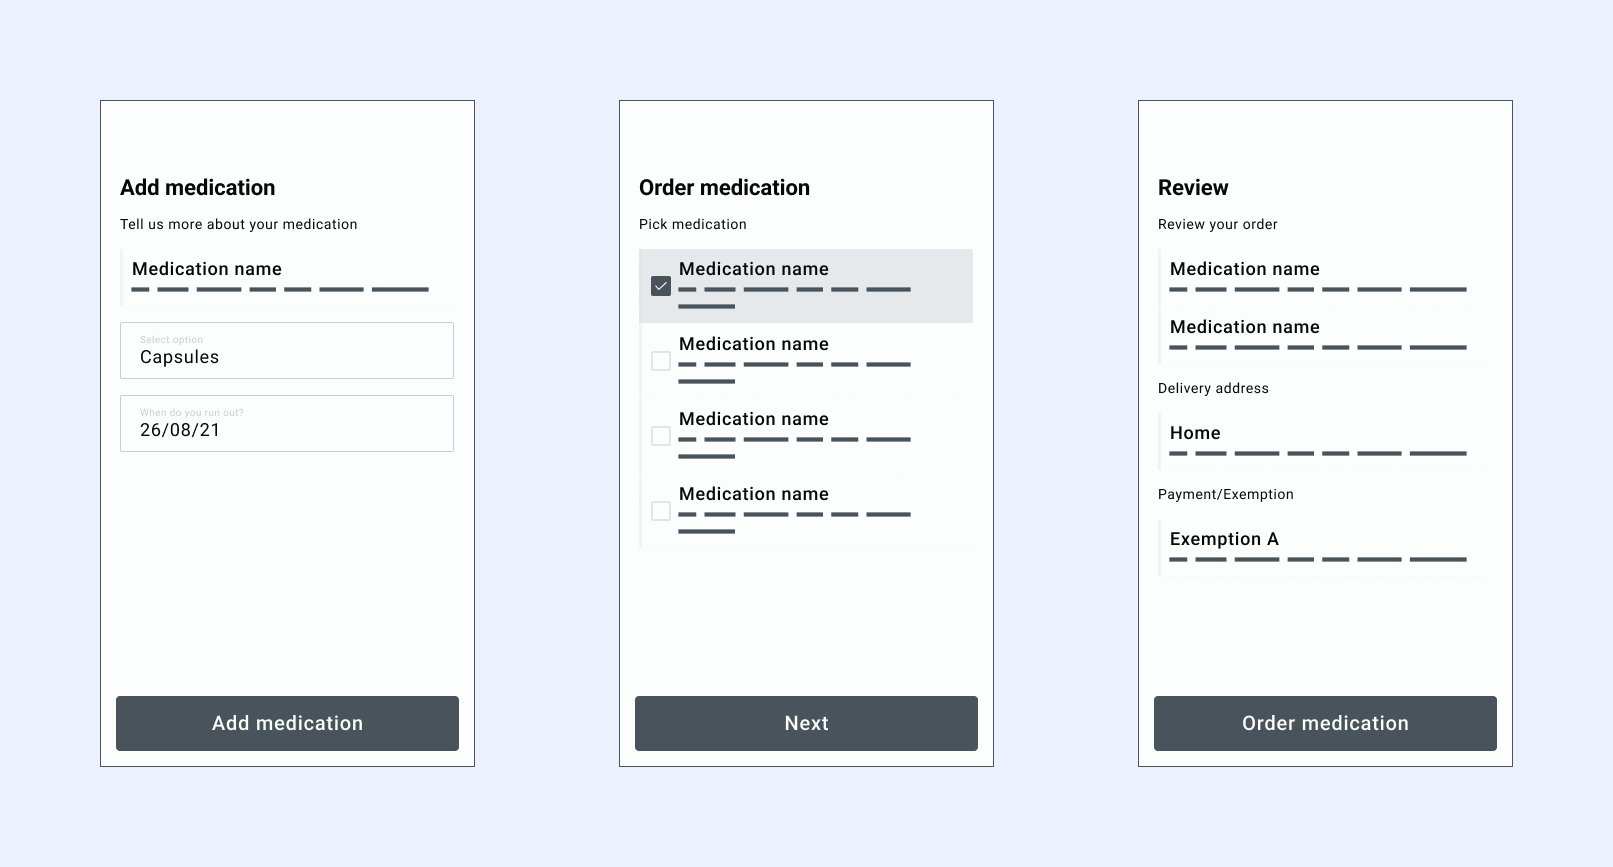 Add medication
Tell us more about your medication
Medication name
Select option
Capsules
When do you run out?
26/08/21
Add medication
Order medication
Pick medication
Medication name
Medication name
Medication name
Medication name
Next
Review
Review your order
Medication name
Medication name
Delivery address
Home
Payment/Exemption
Exemption A
Order medication